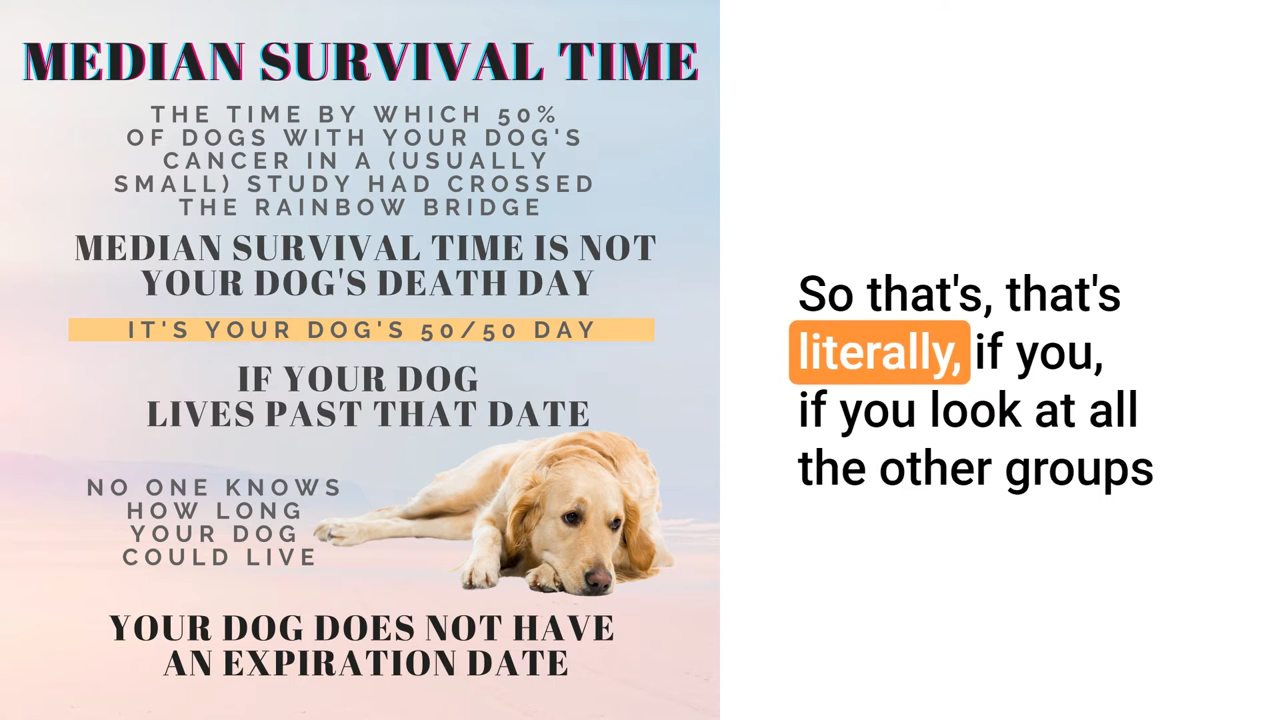 MEDIAN SURVIVAL TIME
THE TIME BY WHICH 50%
OF DOGS WITH YOUR DOG'S
CANCER IN A (USUALLY
SMALL) STUDY HAD CROSSED
THE RAINBOW BRIDGE
MEDIAN SURVIVAL TIME IS NOT
YOUR DOG'S DEATH DAY
IT'S YOUR DOG'S 50/50 DAY
IF YOUR DOG
LIVES PAST THAT DATE
NO ONE KNOWS
HOW LONG
YOUR DOG
COULD LIVE
YOUR DOG DOES NOT HAVE
AN EXPIRATION DATE
So that's, that's
literally, if you,
if you look at all
the other groups